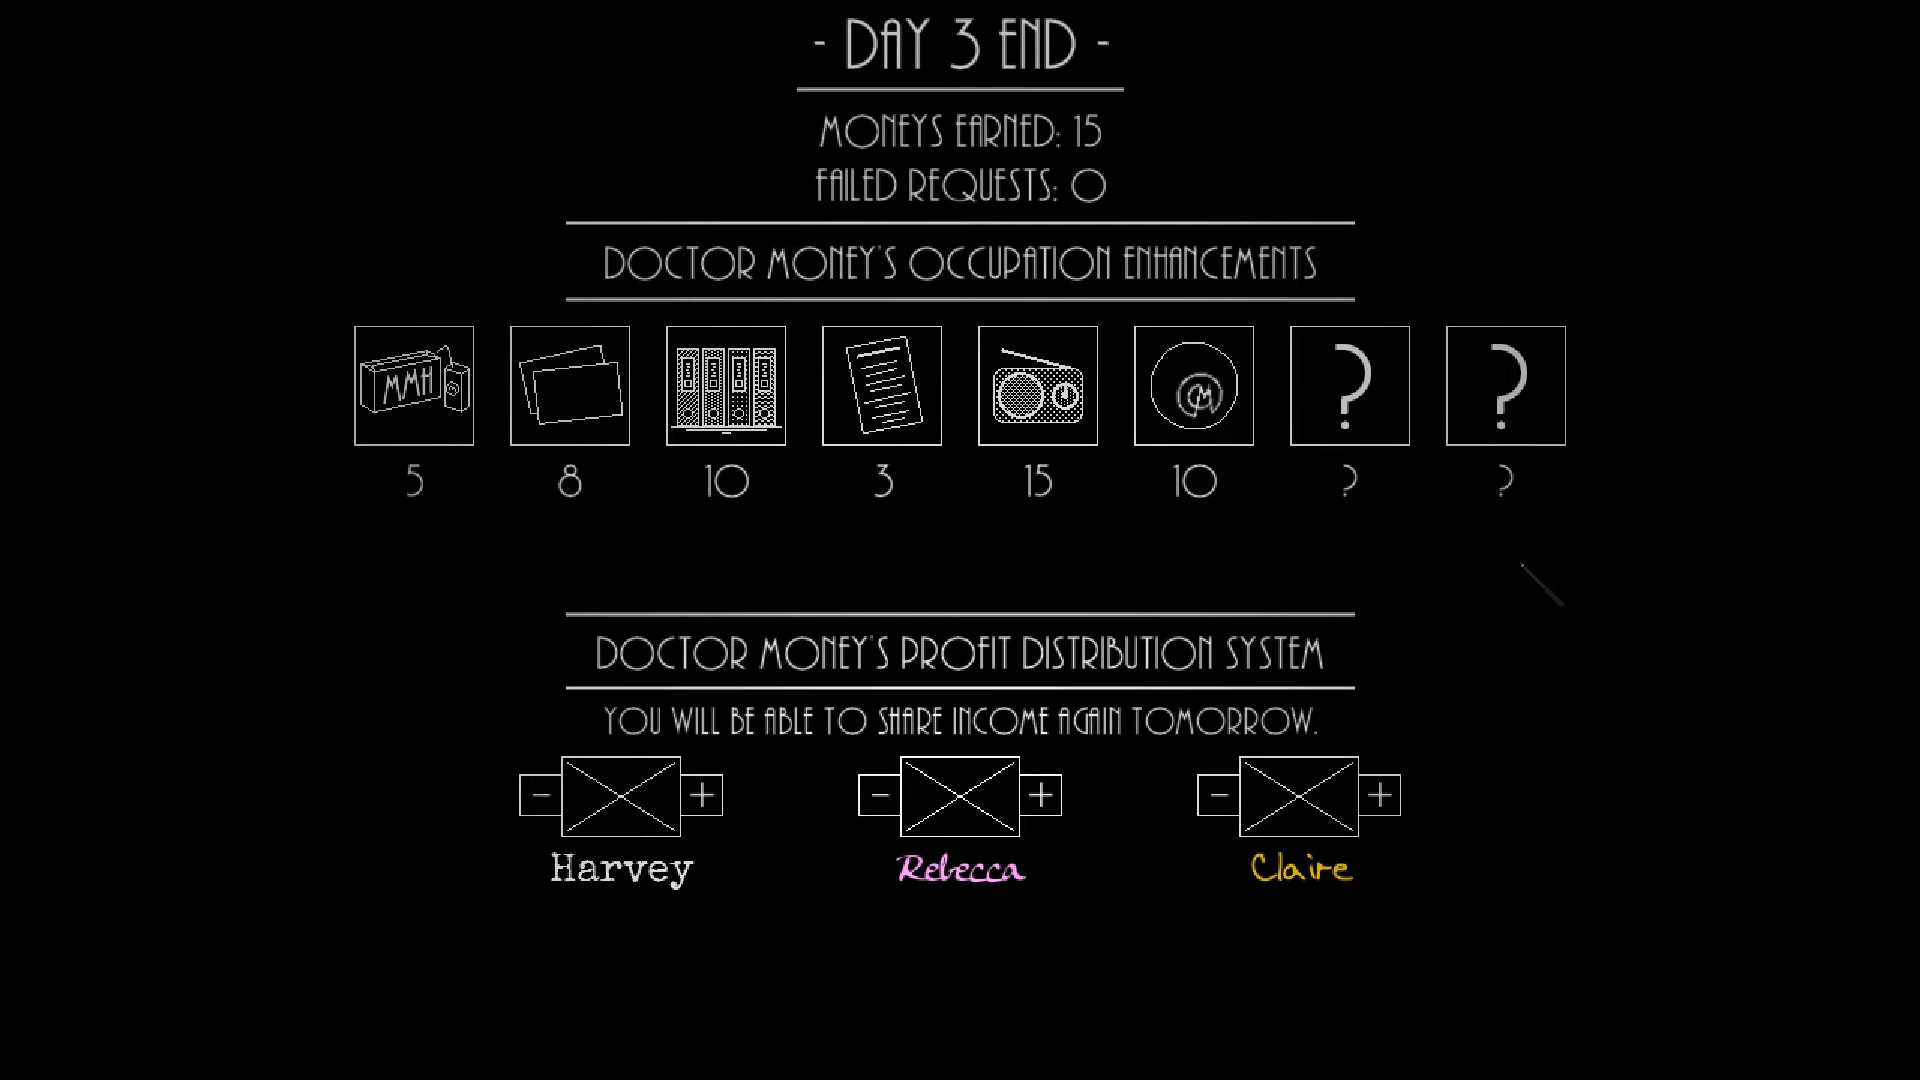 - DAY 3 END -
MONEYS EARNED: 15
FAILED REQUESTS: 0
DOCTOR MONEY'S OCCUPATION ENHANCEMENTS
MMH
M
? ?
5 8 10 3 15 10 ? ?
DOCTOR MONEY'S PROFIT DISTRIBUTION SYSTEM
YOU WILL BE ABLE TO SHARE INCOME AGAIN TOMORROW.
- + - + - +
Harvey Rebecca Claire